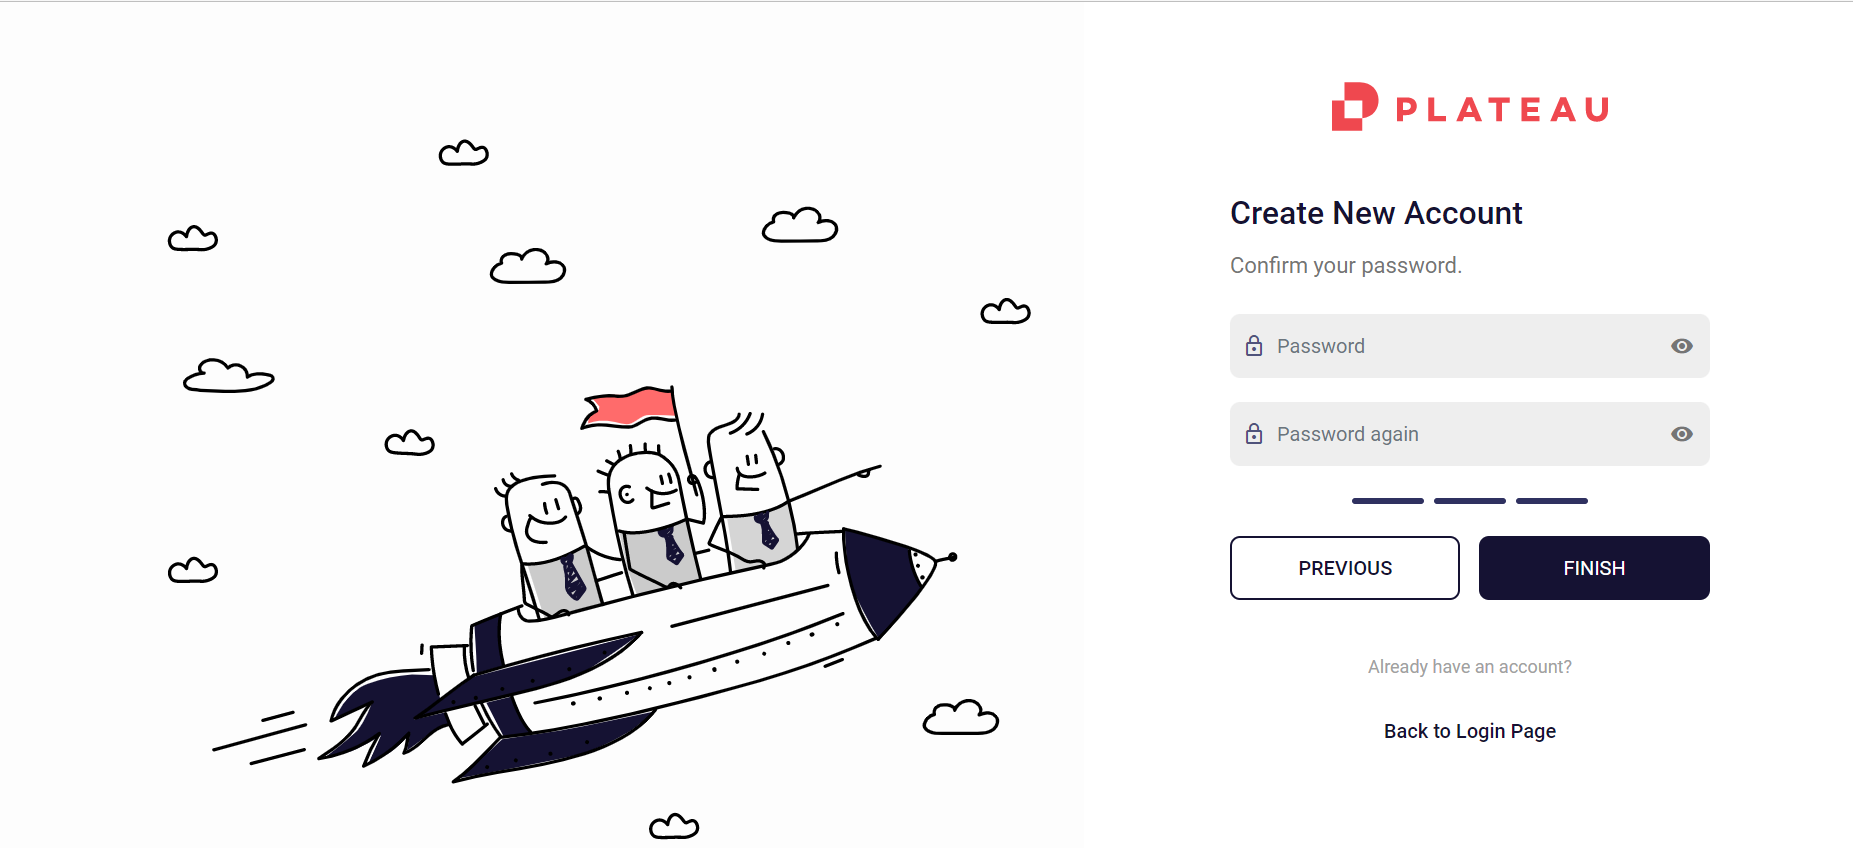 PLATEAU
Create New Account
Confirm your password.
Password
Password again
PREVIOUS FINISH
Already have an account?
Back to Login Page